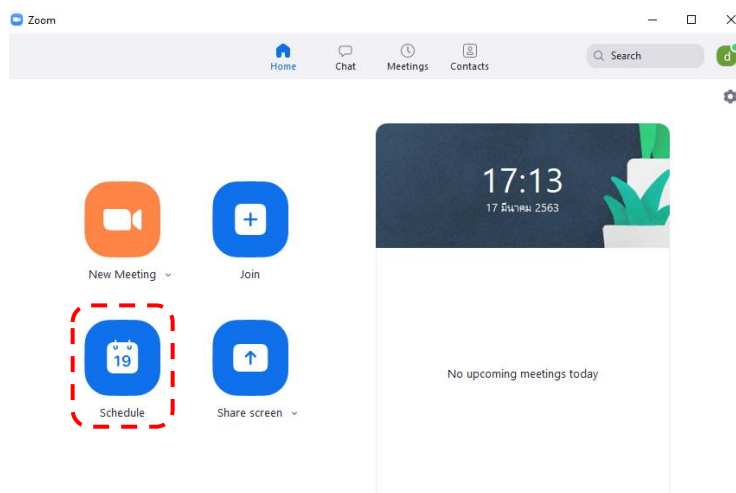 Zoom
Home
Chat
Meetings
Contacts
Search
d
17:13
17 มีนาคม 2563
New Meeting
Join
19
Schedule
Share screen
No upcoming meetings today